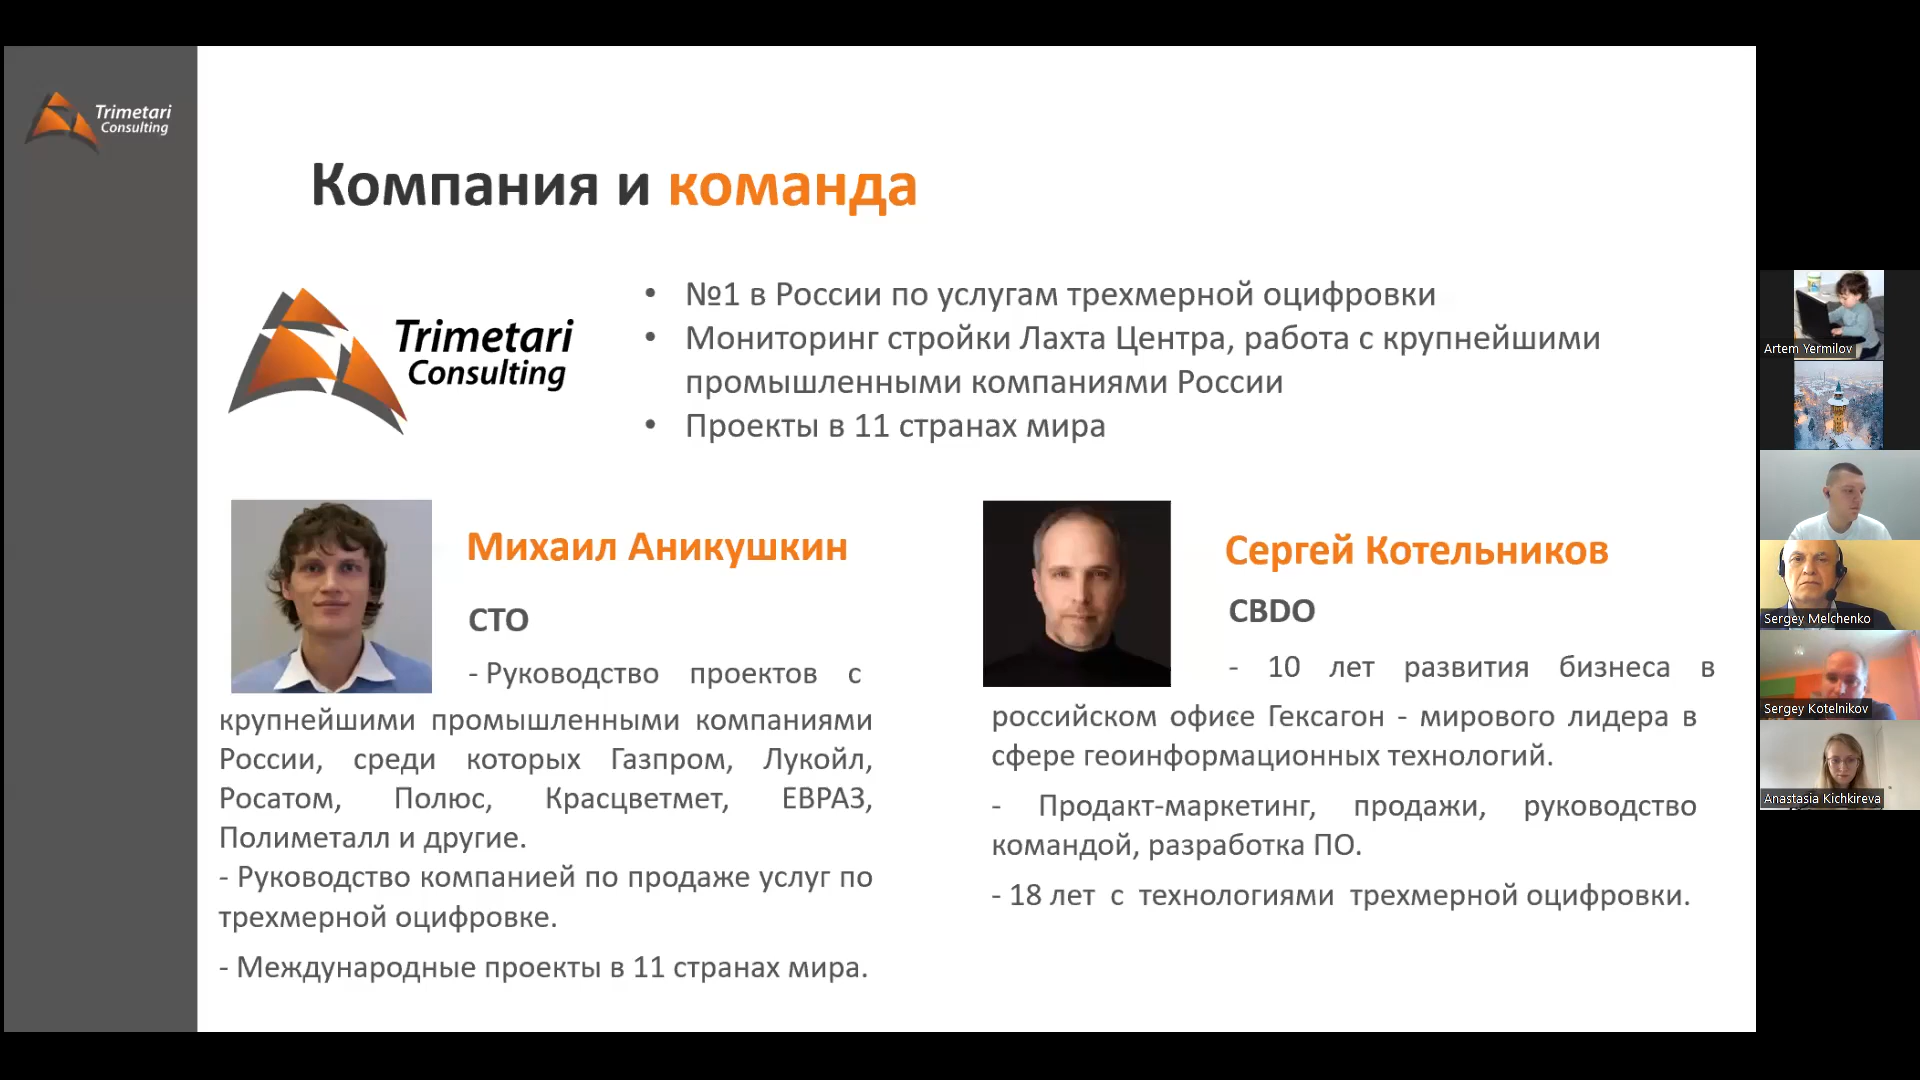 Trimetari
Consulting
Компания и команда
Trimetari
Consulting
• №1 в России по услугам трехмерной оцифровки
• Мониторинг стройки Лахта Центра, работа с крупнейшими
промышленными компаниями России
• Проекты в 11 странах мира
Михаил Аникушкин
CTO
- Руководство проектов с
крупнейшими промышленными компаниями
России, среди которых Газпром, Лукойл,
Росатом, Полюс, Красцветмет, ЕВРАЗ,
Полиметалл и другие.
- Руководство компанией по продаже услуг по
трехмерной оцифровке.
- Международные проекты в 11 странах мира.
Сергей Котельников
CBDO
- 10 лет развития бизнеса в
российском офисе Гексагон - мирового лидера в
сфере геоинформационных технологий.
- Продакт-маркетинг, продажи, руководство
командой, разработка ПО.
- 18 лет с технологиями трехмерной оцифровки.
Artem Yermilov
Sergey Melchenko
Sergey Kotelnikov
Anastasia Kichkireva